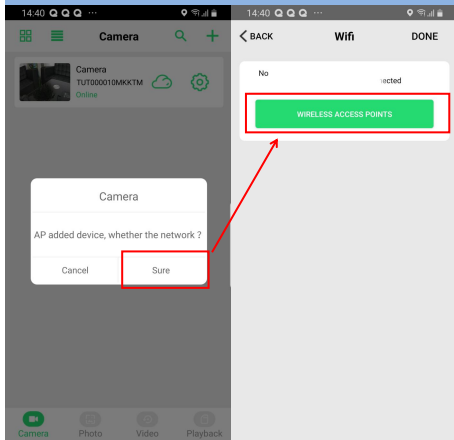 14:40 Q Q Q ...
Camera
Camera
TUT000010MKKTM
Online
Camera
AP added device, whether the network ?
Cancel Sure
Camera Photo Video Playback
14:40 Q Q Q ...
BACK Wifi DONE
No
WIRELESS ACCESS POINTS